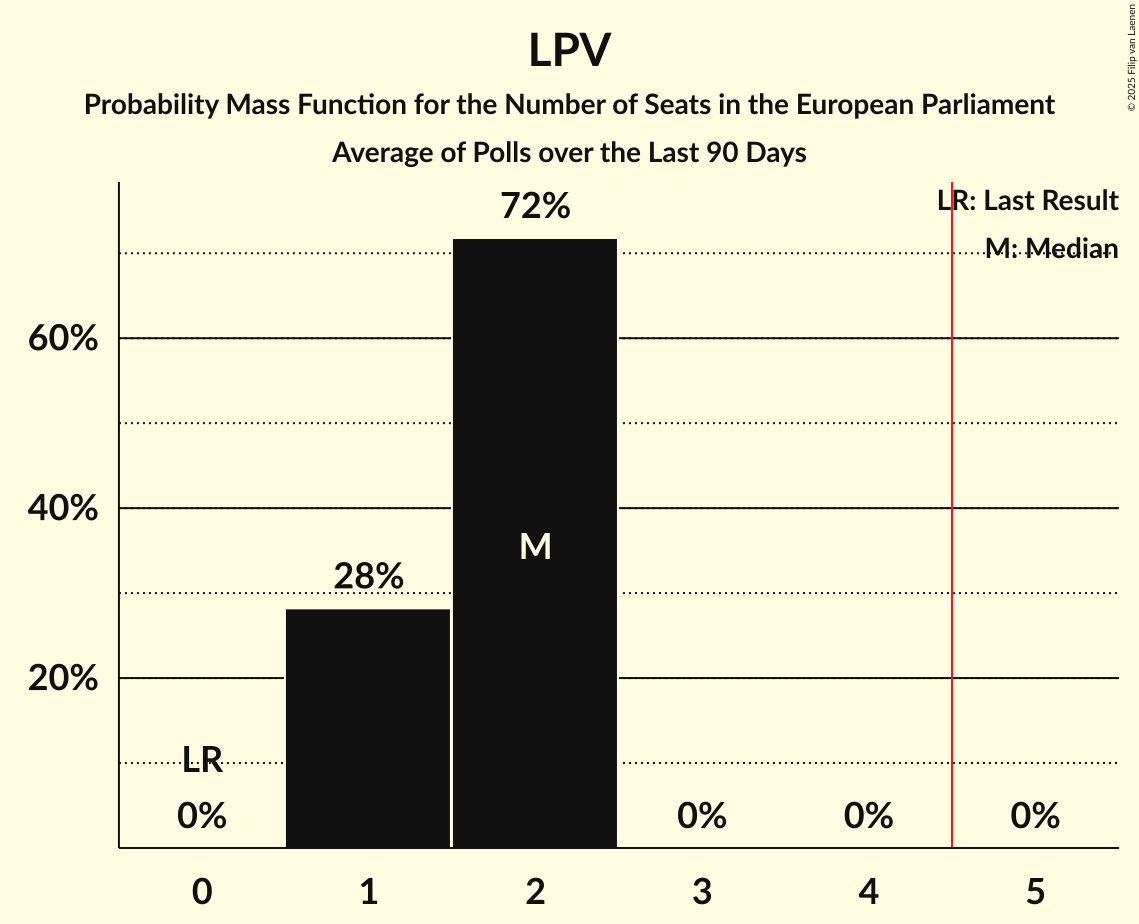 LPV
Probability Mass Function for the Number of Seats in the European Parliament
Average of Polls over the Last 90 Days
© 2025 Filip van Laenen
LR: Last Result
M: Median
72%
60%
40%
M
28%
20%
LR
0%
0%
0%
0%
0 1 2 3 4 5